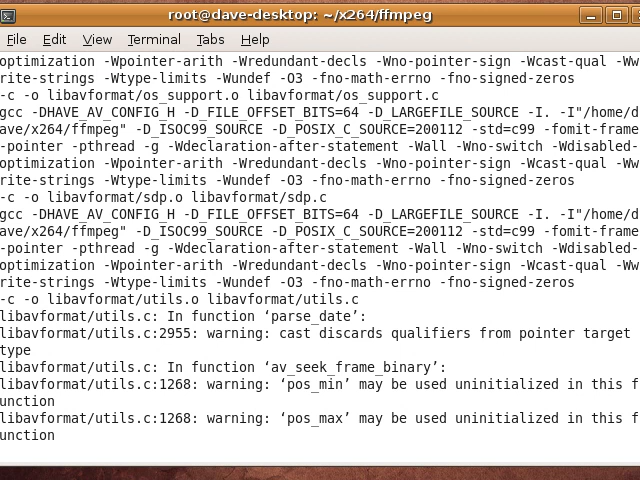 root@dave-desktop: ~/x264/ffmpeg
File Edit View Terminal Tabs Help
optimization -Wpointer-arith -Wredundant-decls -Wno-pointer-sign -Wcast-qual -Ww
rite-strings -Wtype-limits -Wundef -O3 -fno-math-errno -fno-signed-zeros
-c -o libavformat/os_support.o libavformat/os_support.c
gcc -DHAVE_AV_CONFIG_H -D_FILE_OFFSET_BITS=64 -D_LARGEFILE_SOURCE -I. -I"/home/d
ave/x264/ffmpeg" -D_ISOC99_SOURCE -D_POSIX_C_SOURCE=200112 -std=c99 -fomit-frame
-pointer -pthread -g -Wdeclaration-after-statement -Wall -Wno-switch -Wdisabled-
optimization -Wpointer-arith -Wredundant-decls -Wno-pointer-sign -Wcast-qual -Ww
rite-strings -Wtype-limits -Wundef -O3 -fno-math-errno -fno-signed-zeros
-c -o libavformat/sdp.o libavformat/sdp.c
gcc -DHAVE_AV_CONFIG_H -D_FILE_OFFSET_BITS=64 -D_LARGEFILE_SOURCE -I. -I"/home/d
ave/x264/ffmpeg" -D_ISOC99_SOURCE -D_POSIX_C_SOURCE=200112 -std=c99 -fomit-frame
-pointer -pthread -g -Wdeclaration-after-statement -Wall -Wno-switch -Wdisabled-
optimization -Wpointer-arith -Wredundant-decls -Wno-pointer-sign -Wcast-qual -Ww
rite-strings -Wtype-limits -Wundef -O3 -fno-math-errno -fno-signed-zeros
-c -o libavformat/utils.o libavformat/utils.c
libavformat/utils.c: In function ‘parse_date’:
libavformat/utils.c:2955: warning: cast discards qualifiers from pointer target
type
libavformat/utils.c: In function ‘av_seek_frame_binary’:
libavformat/utils.c:1268: warning: ‘pos_min’ may be used uninitialized in this f
unction
libavformat/utils.c:1268: warning: ‘pos_max’ may be used uninitialized in this f
unction